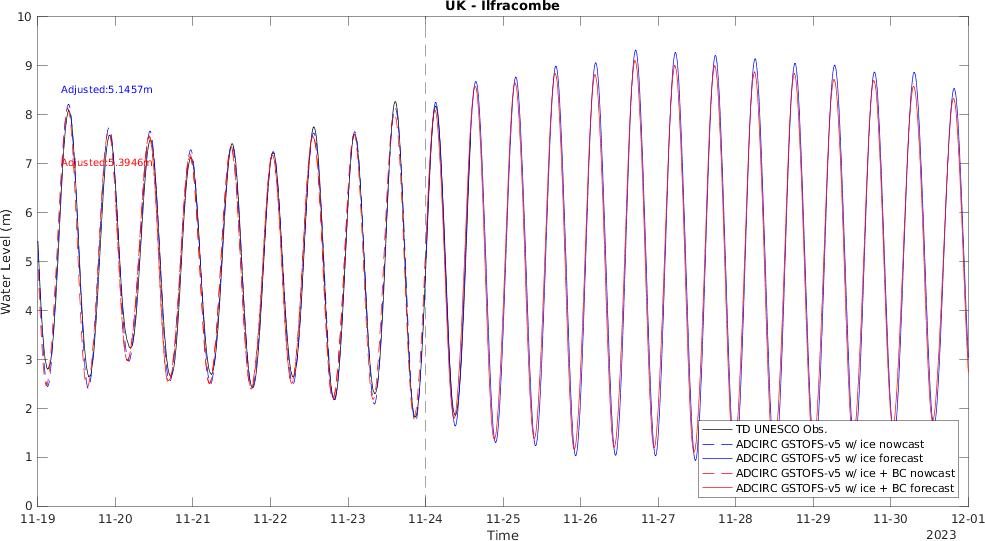 UK - Ilfracombe
10
9
8
7
6
5
4
3
2
1
0
Water Level (m)
Adjusted:5.1457m
Adjusted:5.3946m
TD UNESCO Obs.
ADCIRC GSTOFS-v5 w/ ice nowcast
ADCIRC GSTOFS-v5 w/ ice forecast
ADCIRC GSTOFS-v5 w/ ice + BC nowcast
ADCIRC GSTOFS-v5 w/ ice + BC forecast
11-19 11-20 11-21 11-22 11-23 11-24 11-25 11-26 11-27 11-28 11-29 11-30 12-01
Time
2023